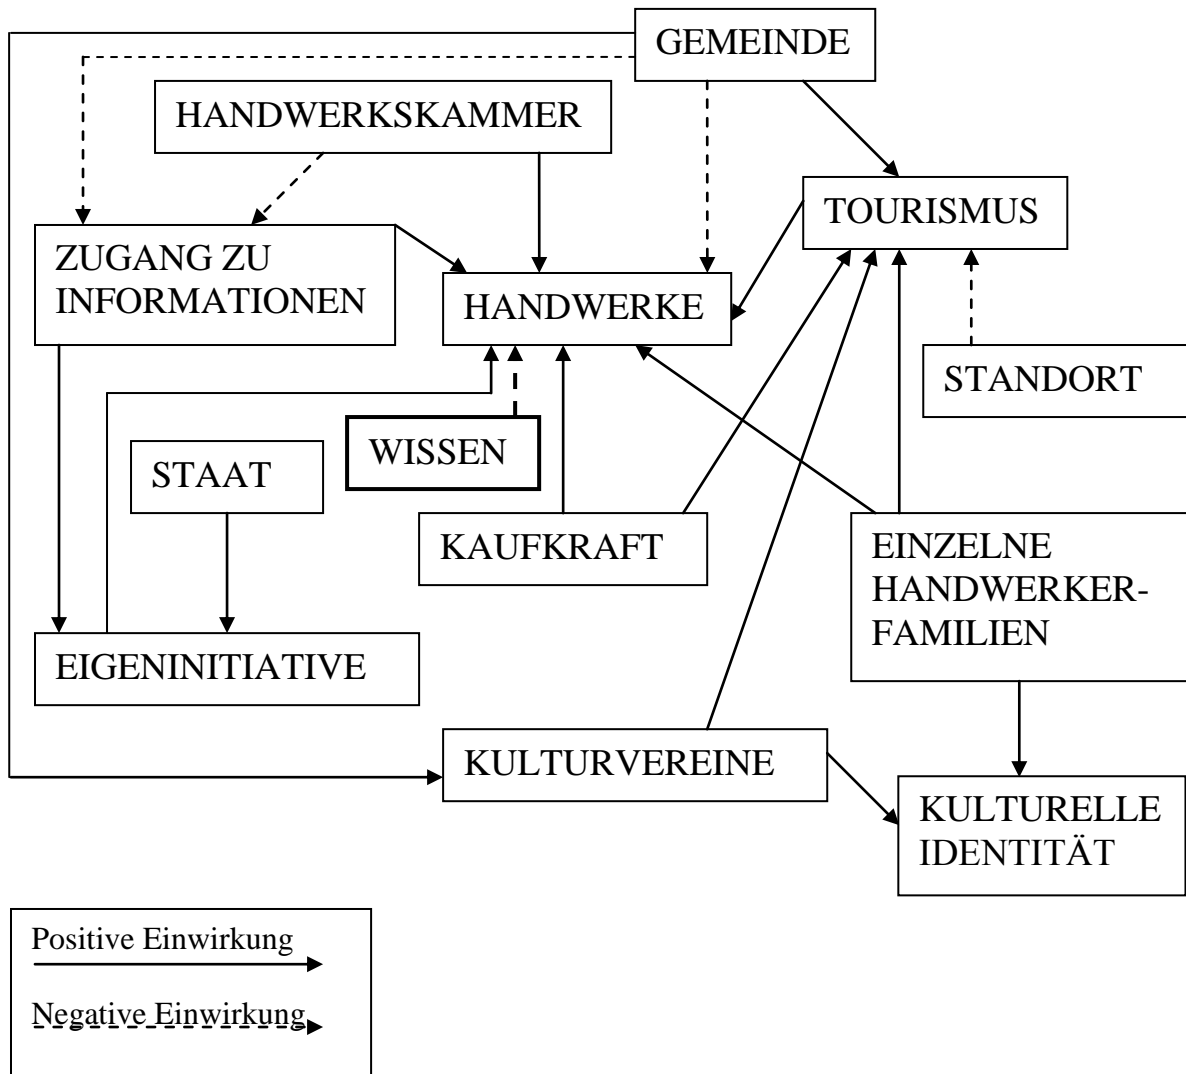 GEMEINDE
HANDWERKSKAMMER
TOURISMUS
ZUGANG ZU
INFORMATIONEN
HANDWERKE
STANDORT
WISSEN
STAAT
KAUFKRAFT
EINZELNE
HANDWERKER-
FAMILIEN
EIGENINITIATIVE
KULTURVEREINE
KULTURELLE
IDENTITÄT
Positive Einwirkung
Negative Einwirkung